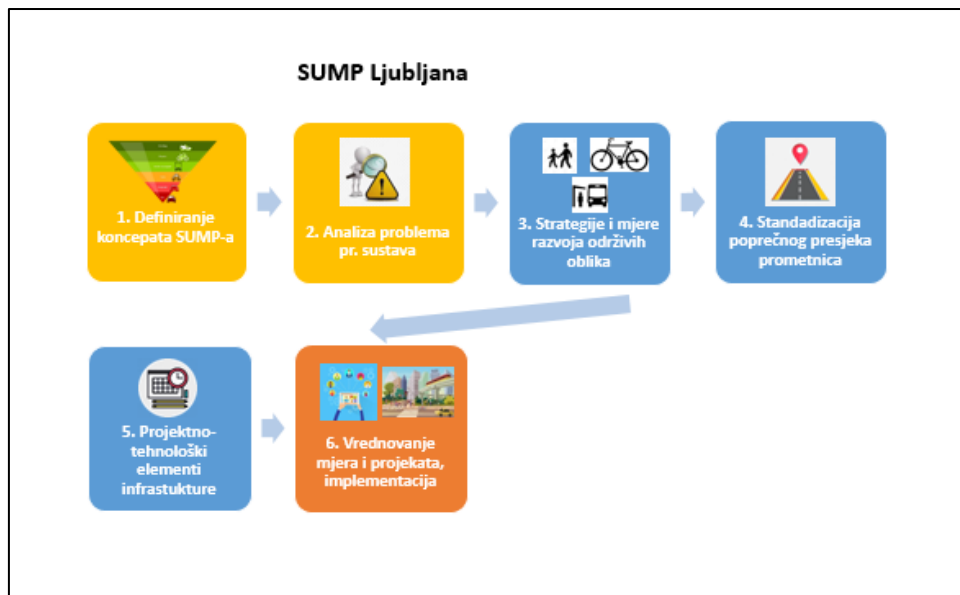 SUMP Ljubljana
1. Definiranje
koncepata SUMP-a
2. Analiza problema
pr. sustava
3. Strategije i mjere
razvoja održivih
oblika
4. Standadizacija
poprečnog presjeka
prometnica
5. Projektno-
tehnološki
elementi
infrastukture
6. Vrednovanje
mjera i projekata,
implementacija